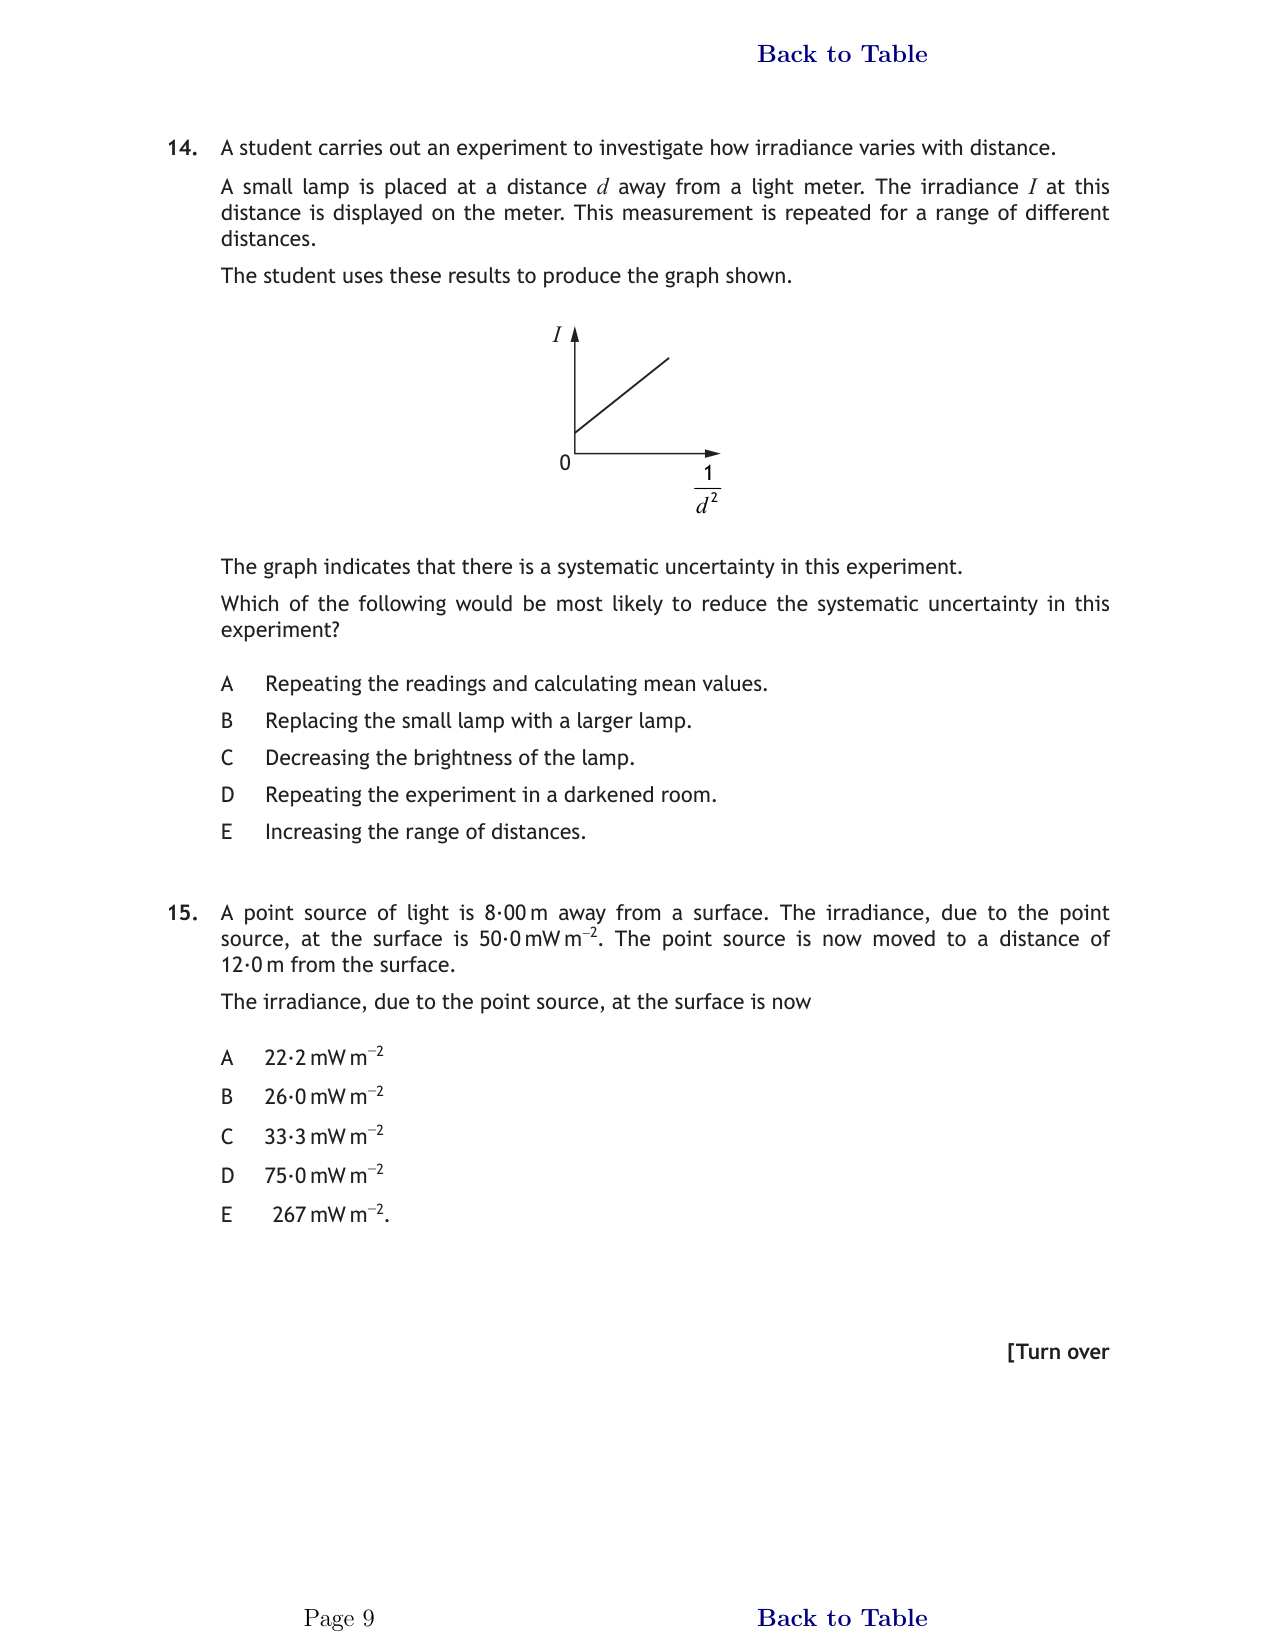 Back to Table
14. A student carries out an experiment to investigate how irradiance varies with distance.
A small lamp is placed at a distance d away from a light meter. The irradiance I at this
distance is displayed on the meter. This measurement is repeated for a range of different
distances.
The student uses these results to produce the graph shown.
I
0
1
d²
The graph indicates that there is a systematic uncertainty in this experiment.
Which of the following would be most likely to reduce the systematic uncertainty in this
experiment?
A Repeating the readings and calculating mean values.
B Replacing the small lamp with a larger lamp.
C Decreasing the brightness of the lamp.
D Repeating the experiment in a darkened room.
E Increasing the range of distances.
15. A point source of light is 8·00 m away from a surface. The irradiance, due to the point
source, at the surface is 50·0 mW m⁻². The point source is now moved to a distance of
12·0 m from the surface.
The irradiance, due to the point source, at the surface is now
A 22·2 mW m⁻²
B 26·0 mW m⁻²
C 33·3 mW m⁻²
D 75·0 mW m⁻²
E 267 mW m⁻².
[Turn over
Page 9
Back to Table